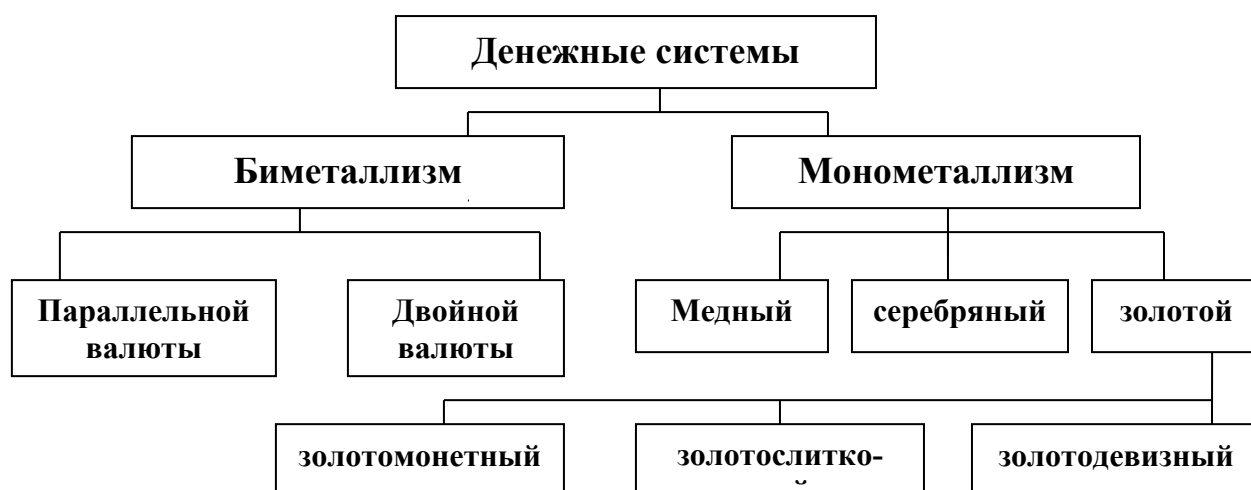 Денежные системы
Биметаллизм
Монометаллизм
Параллельной
валюты
Двойной
валюты
Медный
серебряный
золотой
золотомонетный
золотослитко-
золотодевизный